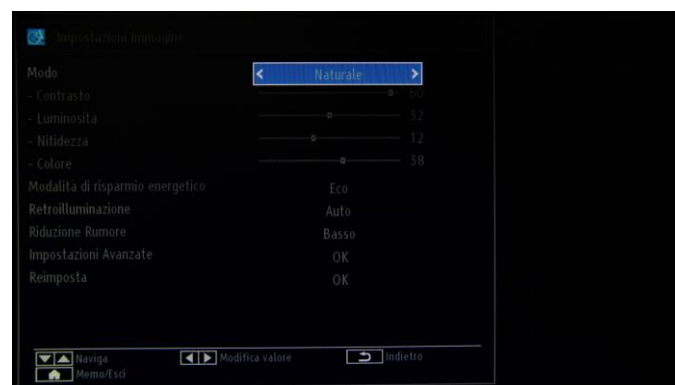 Impostazioni Immagine
Modo Naturale
- Contrasto 60
- Luminosità 32
- Nitidezza 12
- Colore 38
Modalità di risparmio energetico Eco
Retroilluminazione Auto
Riduzione Rumore Basso
Impostazioni Avanzate OK
Reimposta OK
Naviga Modifica valore Indietro
Memo/Esci